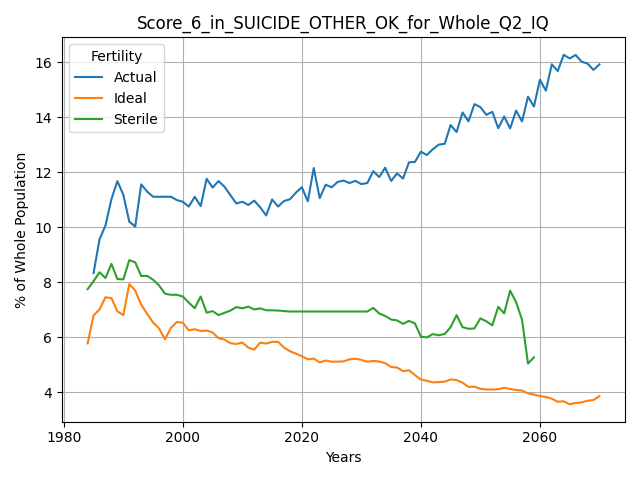 Score_6_in_SUICIDE_OTHER_OK_for_Whole_Q2_IQ
Fertility
Actual
Ideal
Sterile
% of Whole Population
16
14
12
10
8
6
4
1980
2000
2020
2040
2060
Years